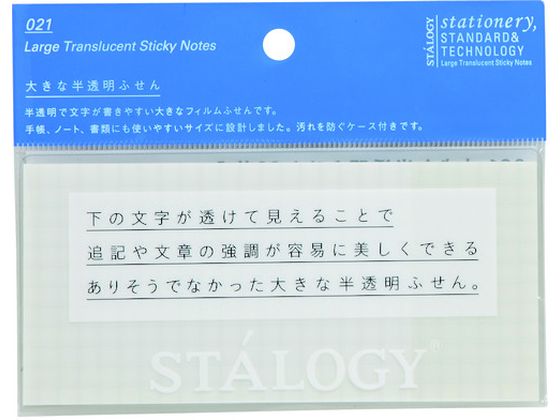 021
Large Translucent Sticky Notes
大きな半透明ふせん
半透明で文字が書きやすい大きなフィルムふせんです。
手帳、ノート、書類にも使いやすいサイズに設計しました。汚れを防ぐケース付きです。
STÁLOGY
stationery,
STANDARD&
TECHNOLOGY
Large Translucent Sticky Notes
下の文字が透けて見えることで
追記や文章の強調が容易に美しくできる
ありそうでなかった大きな半透明ふせん。
STÁLOGY®